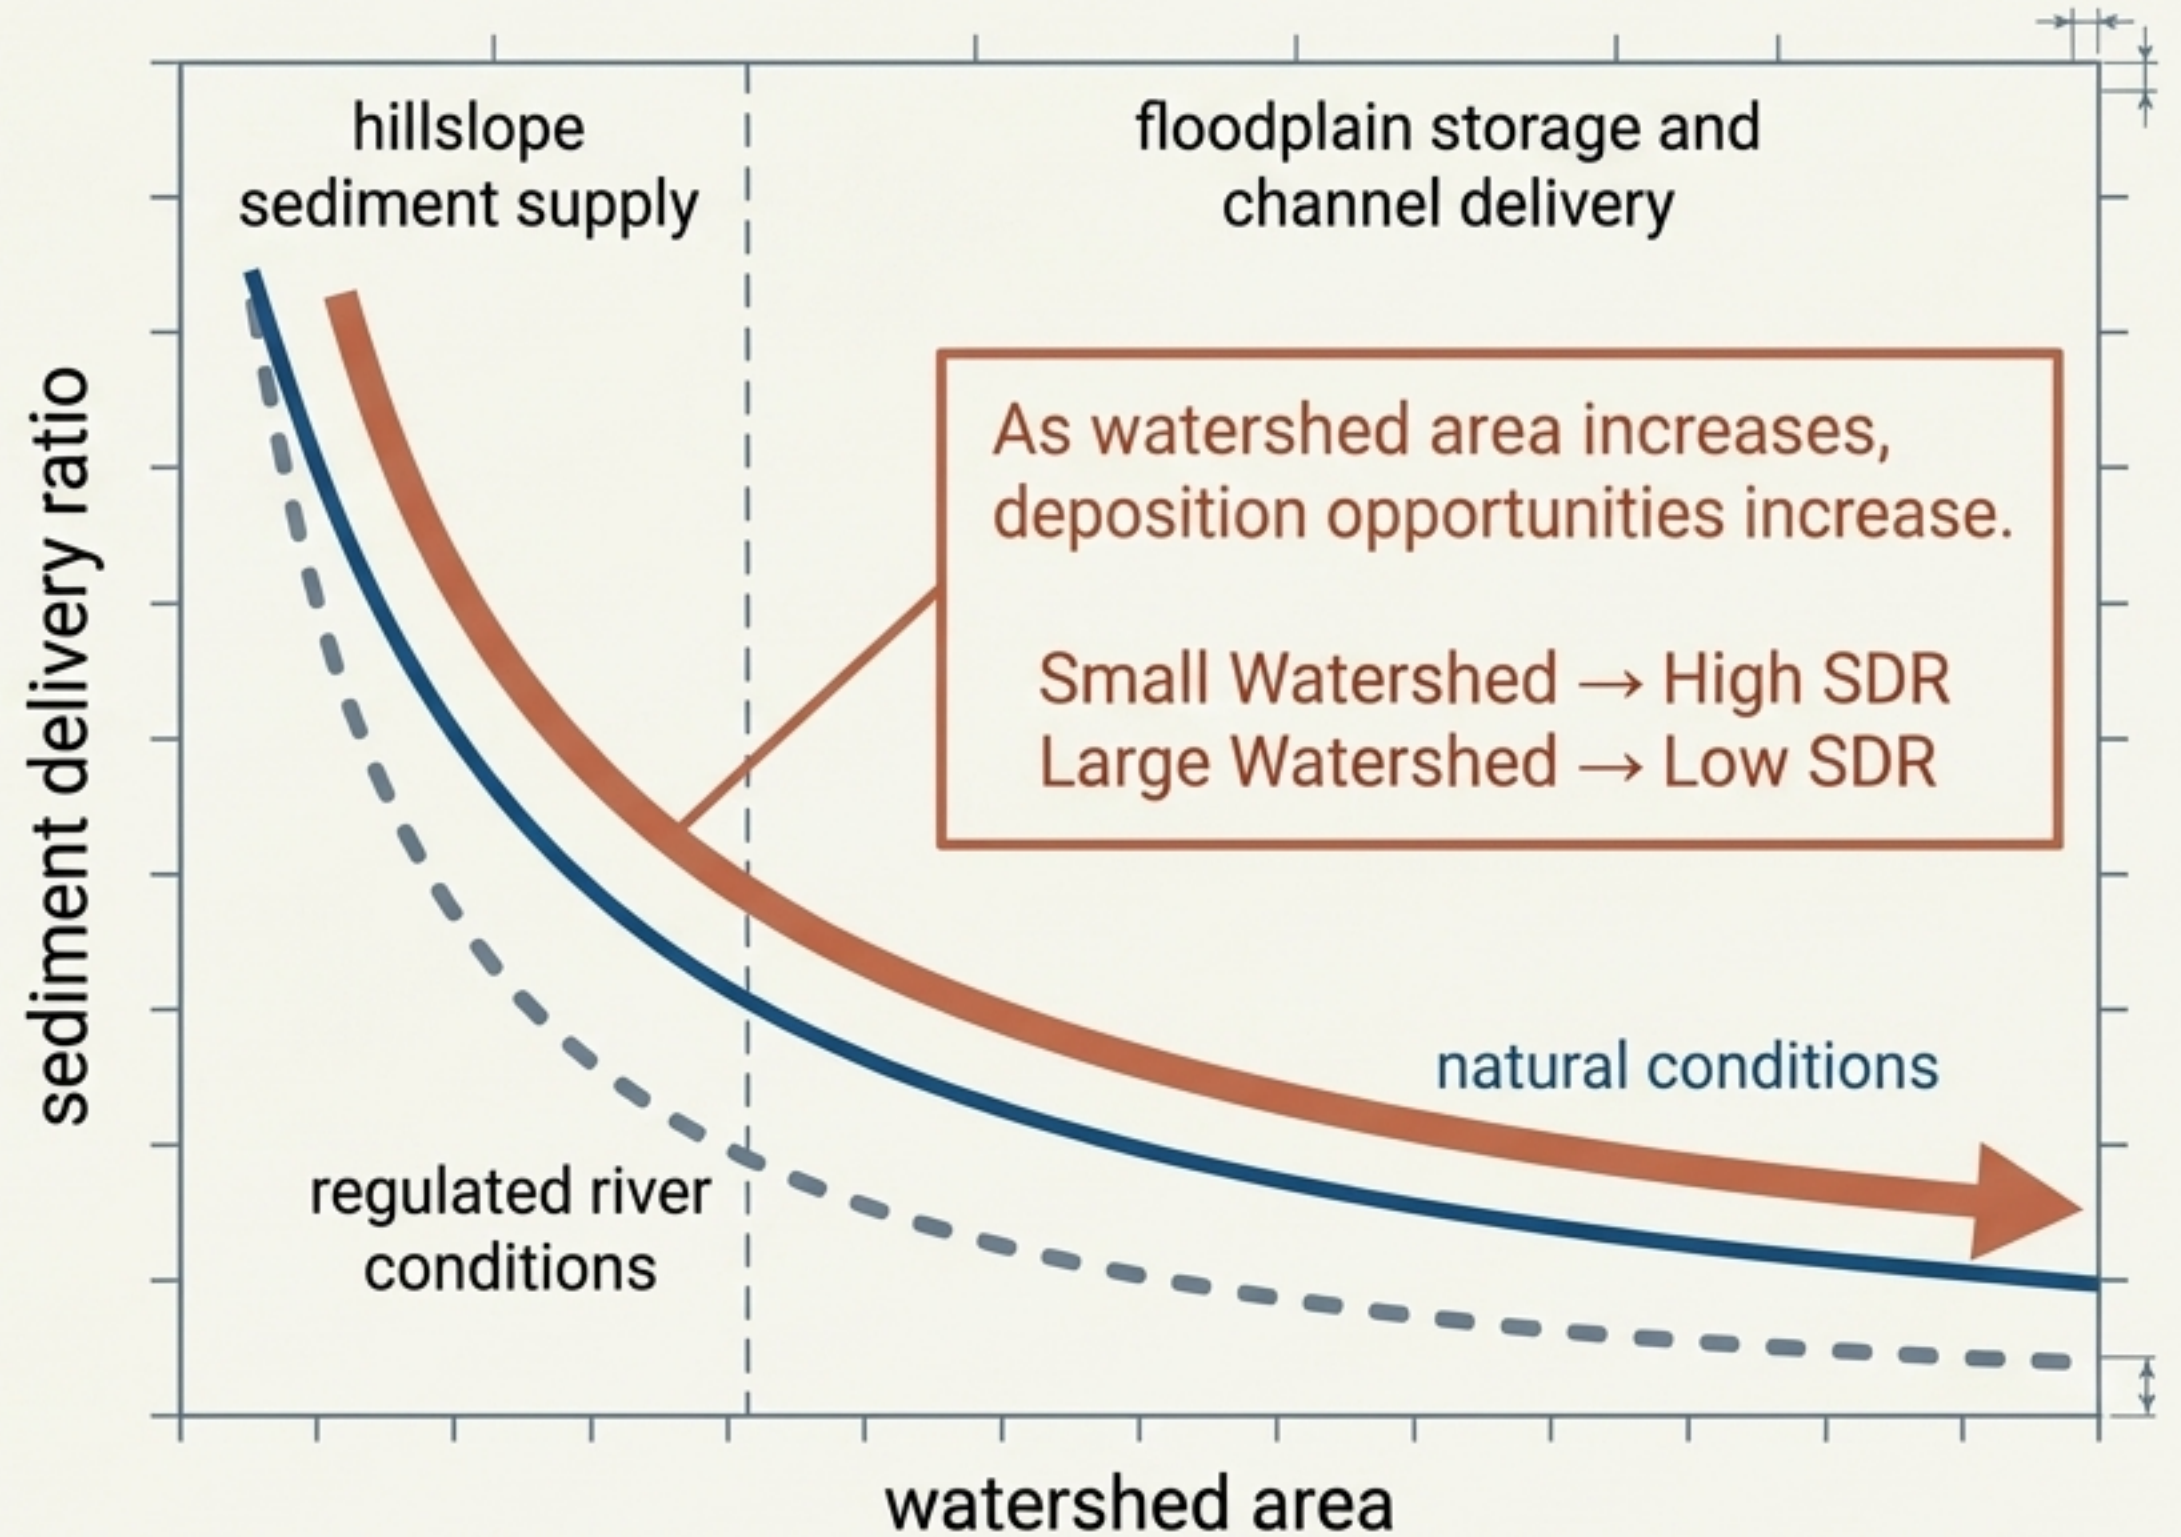 hillslope
sediment supply
floodplain storage and
channel delivery
As watershed area increases,
deposition opportunities increase.
Small Watershed → High SDR
Large Watershed → Low SDR
natural conditions
regulated river
conditions
sediment delivery ratio
watershed area